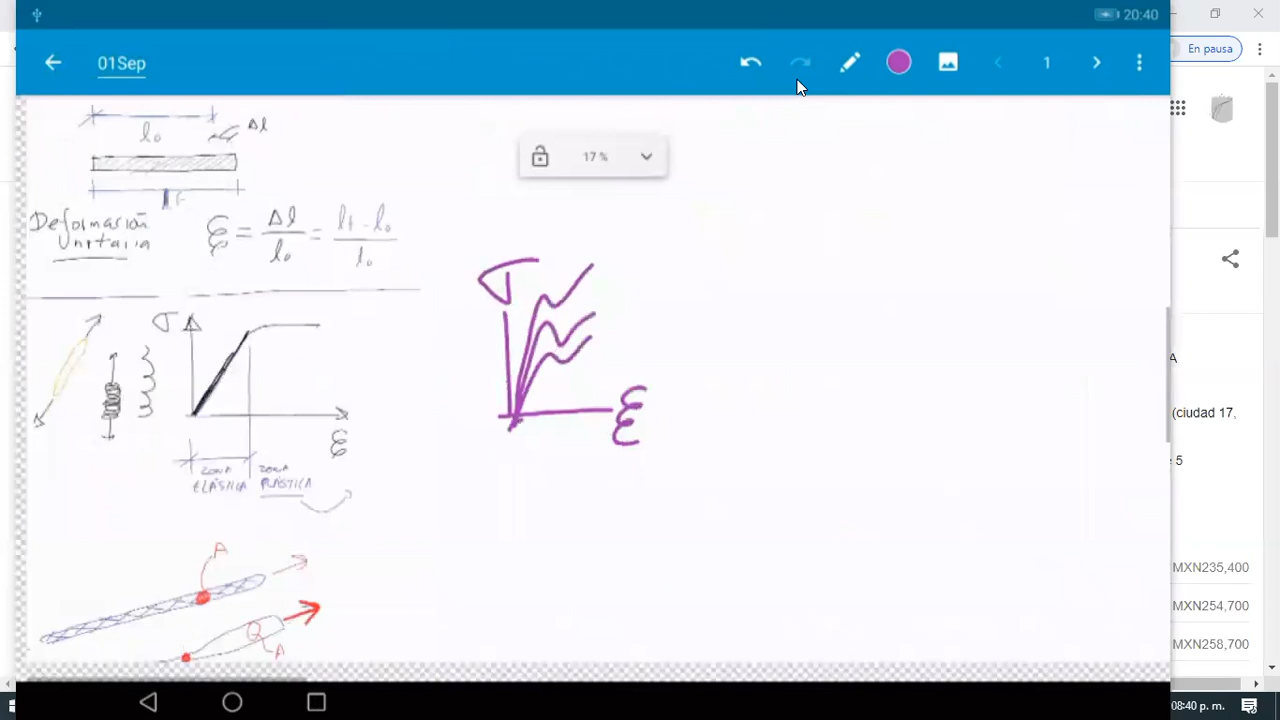 20:40
En pausa
01Sep
1
l₀
Δl
17 %
Deformación
unitaria
ε = Δl / l₀ = lf - l₀ / l₀
σ
σ
ε
ε
A
(ciudad 17,
e 5
ZONA ELÁSTICA
ZONA PLÁSTICA
A
A
MXN235,400
MXN254,700
MXN258,700
08:40 p. m.